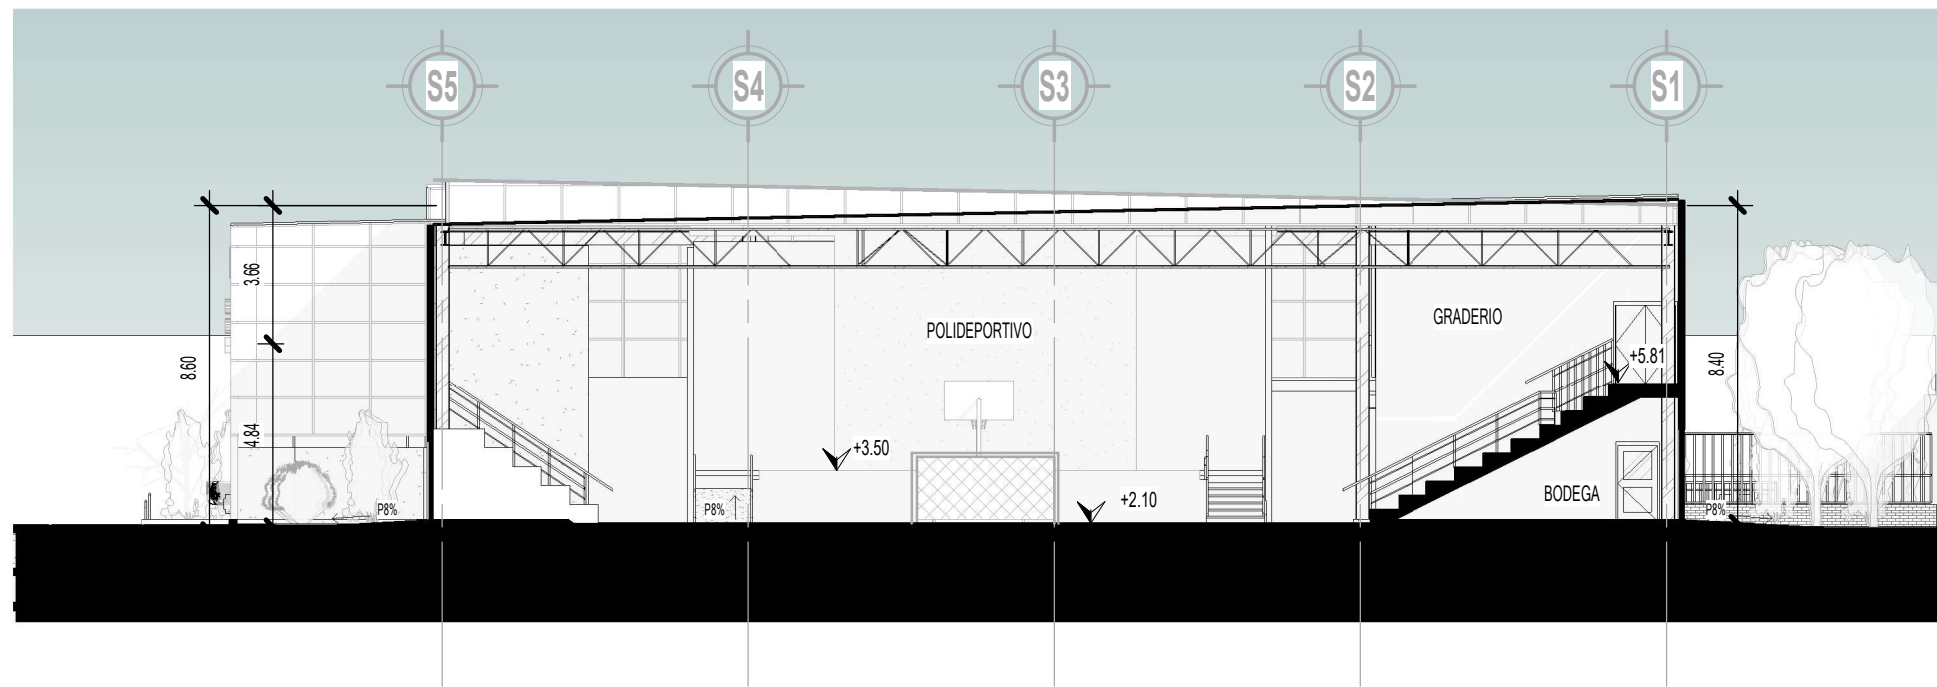 S5
S4
S3
S2
S1
3.66
8.60
4.84
POLIDEPORTIVO
GRADERIO
+5.81
8.40
+3.50
+2.10
BODEGA
P8%
P8%
P8%